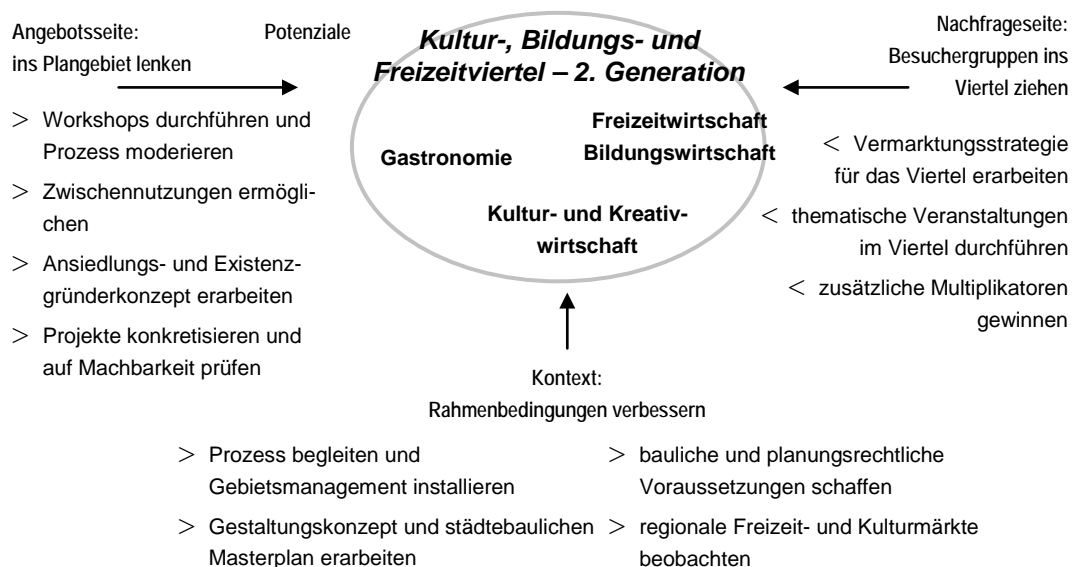 Angebotsseite: Potenziale
ins Plangebiet lenken
> Workshops durchführen und
Prozess moderieren
> Zwischennutzungen ermögli-
chen
> Ansiedlungs- und Existenz-
gründerkonzept erarbeiten
> Projekte konkretisieren und
auf Machbarkeit prüfen
Kultur-, Bildungs- und
Freizeitviertel – 2. Generation
Freizeitwirtschaft
Bildungswirtschaft
Gastronomie
Kultur- und Kreativ-
wirtschaft
Nachfrageseite:
Besuchergruppen ins
Viertel ziehen
< Vermarktungsstrategie
für das Viertel erarbeiten
< thematische Veranstaltungen
im Viertel durchführen
< zusätzliche Multiplikatoren
gewinnen
Kontext:
Rahmenbedingungen verbessern
> Prozess begleiten und
Gebietsmanagement installieren
> Gestaltungskonzept und städtebaulichen
Masterplan erarbeiten
> bauliche und planungsrechtliche
Voraussetzungen schaffen
> regionale Freizeit- und Kulturmärkte
beobachten